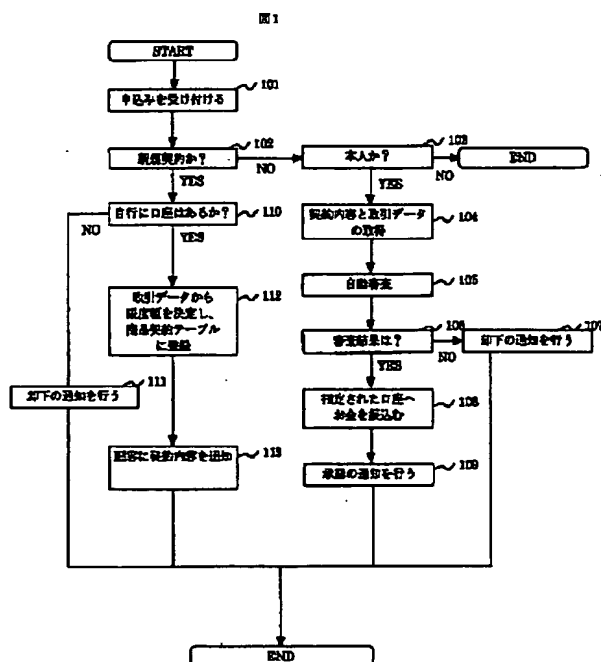 図1
START
101
申込みを受け付ける
102
新規契約か?
NO
YES
103
本人か?
NO
END
YES
110
自行に口座はあるか?
NO
YES
104
契約内容と取引データ
の取得
105
自動審査
112
取引データから
限度額を決定し、
商品契約テーブル
に登録
106
審査結果は?
NO
YES
107
却下の通知を行う
111
却下の通知を行う
108
指定された口座へ
お金を振込む
113
顧客に契約内容を通知
109
承認の通知を行う
END